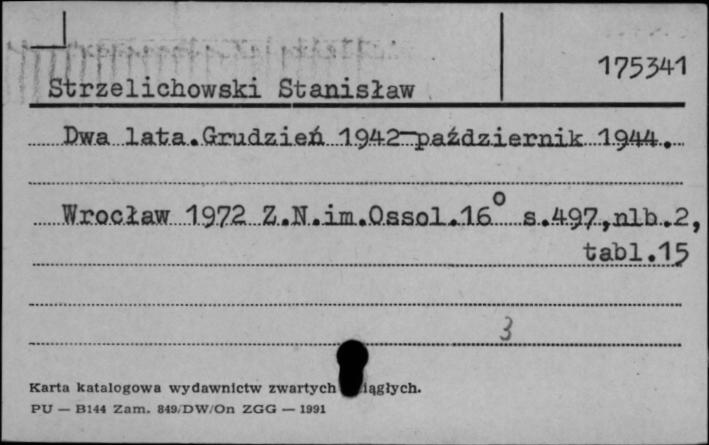 175341
Strzelichowski Stanisław
Dwa lata.Grudzień 1942-październik 1944.
Wrocław 1972 Z.N.im.Ossol.16° s.497,nlb.2,
tabl.15
3
Karta katalogowa wydawnictw zwartych iągłych.
PU — B144 Zam. 849/DW/On ZGG — 1991